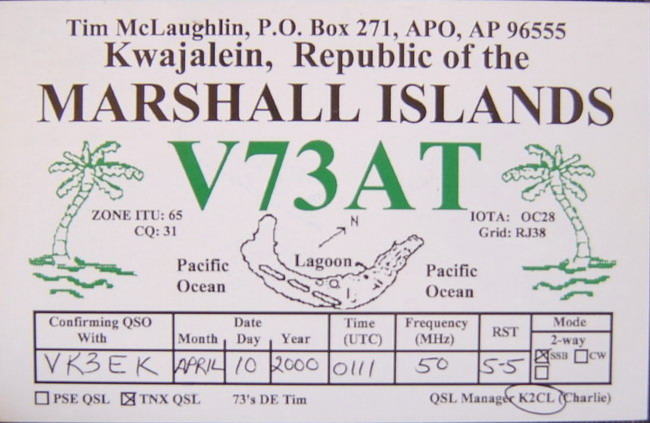 Tim McLaughlin, P.O. Box 271, APO, AP 96555
Kwajalein, Republic of the
MARSHALL ISLANDS
V73AT
ZONE ITU: 65
CQ: 31
N
IOTA: OC28
Grid: RJ38
Lagoon
Pacific
Ocean
Pacific
Ocean
Confirming QSO With Date Month Day Year Time (UTC) Frequency (MHz) RST Mode 2-way
VK3EK APRIL 10 2000 0111 50 5-5 SSB CW
PSE QSL TNX QSL 73's DE Tim QSL Manager K2CL (Charlie)